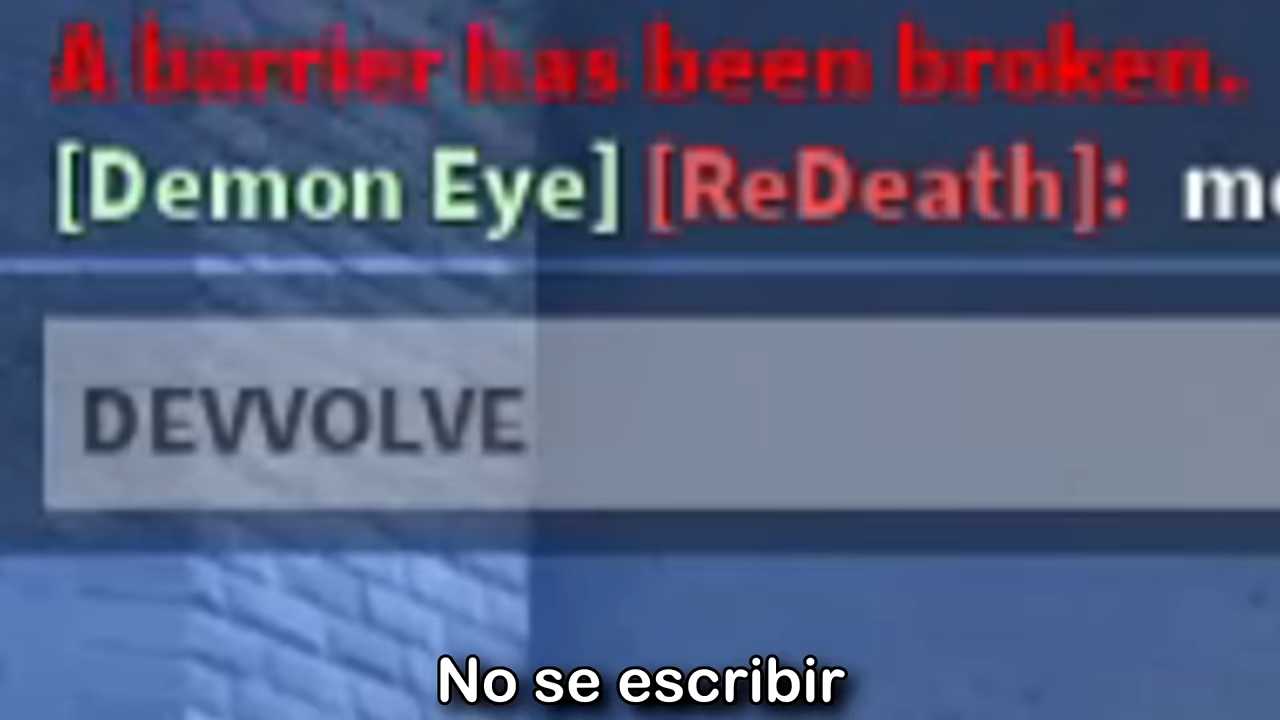 A barrier has been broken.
[Demon Eye] [ReDeath]:
DEVVOLVE
No se escribir